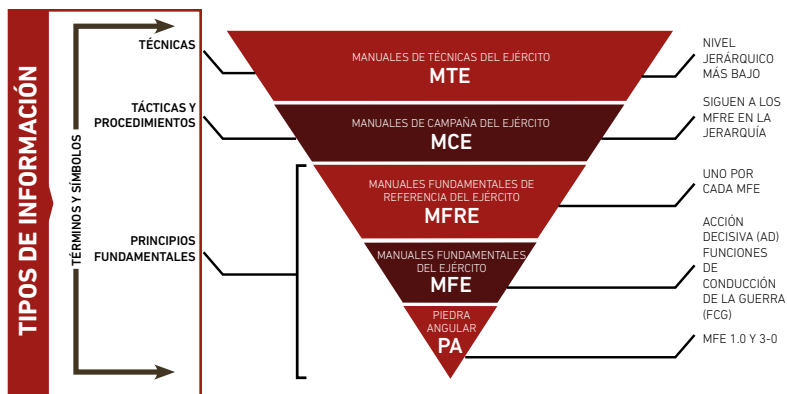 TIPOS DE INFORMACIÓN
TÉRMINOS Y SÍMBOLOS
TÉCNICAS
TÁCTICAS Y
PROCEDIMIENTOS
PRINCIPIOS
FUNDAMENTALES
MANUALES DE TÉCNICAS DEL EJÉRCITO
MTE
MANUALES DE CAMPAÑA DEL EJÉRCITO
MCE
MANUALES FUNDAMENTALES DE
REFERENCIA DEL EJÉRCITO
MFRE
MANUALES FUNDAMENTALES
DEL EJÉRCITO
MFE
PIEDRA
ANGULAR
PA
NIVEL
JERÁRQUICO
MÁS BAJO
SIGUEN A LOS
MFRE EN LA
JERARQUÍA
UNO POR
CADA MFE
ACCIÓN
DECISIVA (AD)
FUNCIONES
DE
CONDUCCIÓN
DE LA GUERRA
(FCG)
MFE 1.0 Y 3-0